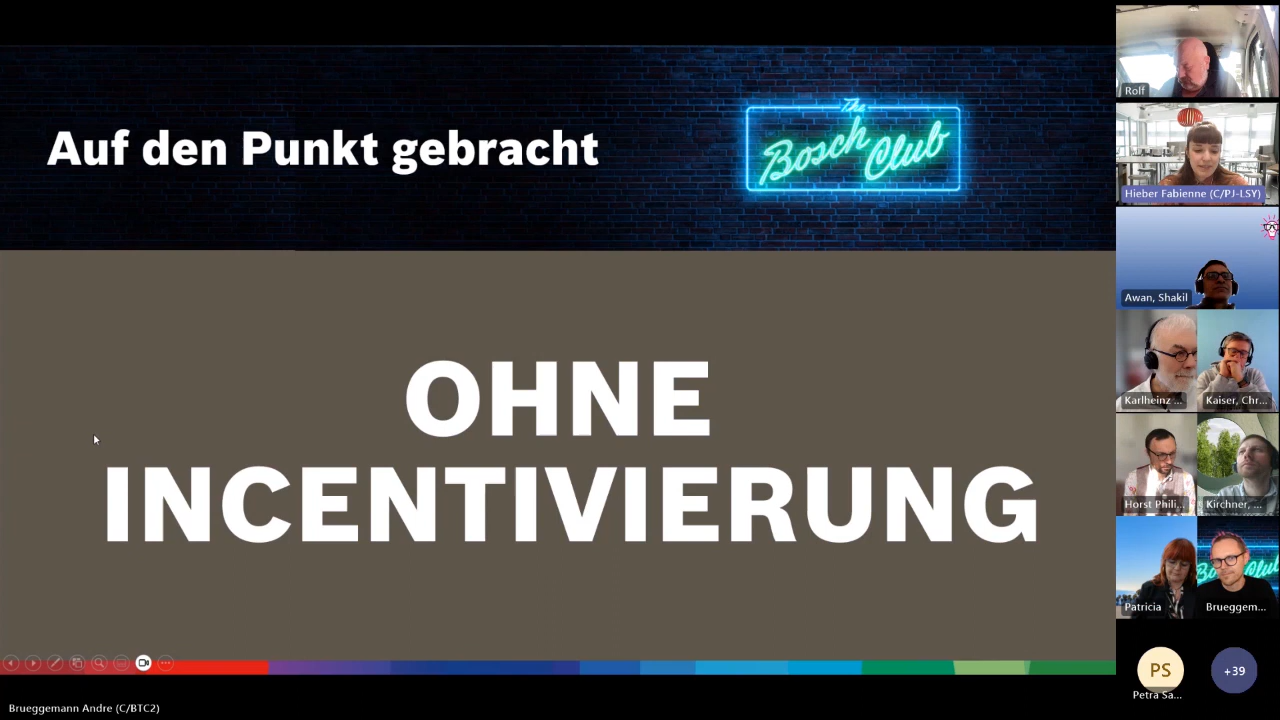 Auf den Punkt gebracht
The
Bosch Club
OHNE
INCENTIVIERUNG
Brueggemann Andre (C/BTC2)
Rolf
Hieber Fabienne (C/PJ-LSY)
Awan, Shakil
Karlheinz ...
Kaiser, Chr...
Horst Phili...
Kirchner, ...
Patricia
Brueggem...
PS
Petra Sa...
+39